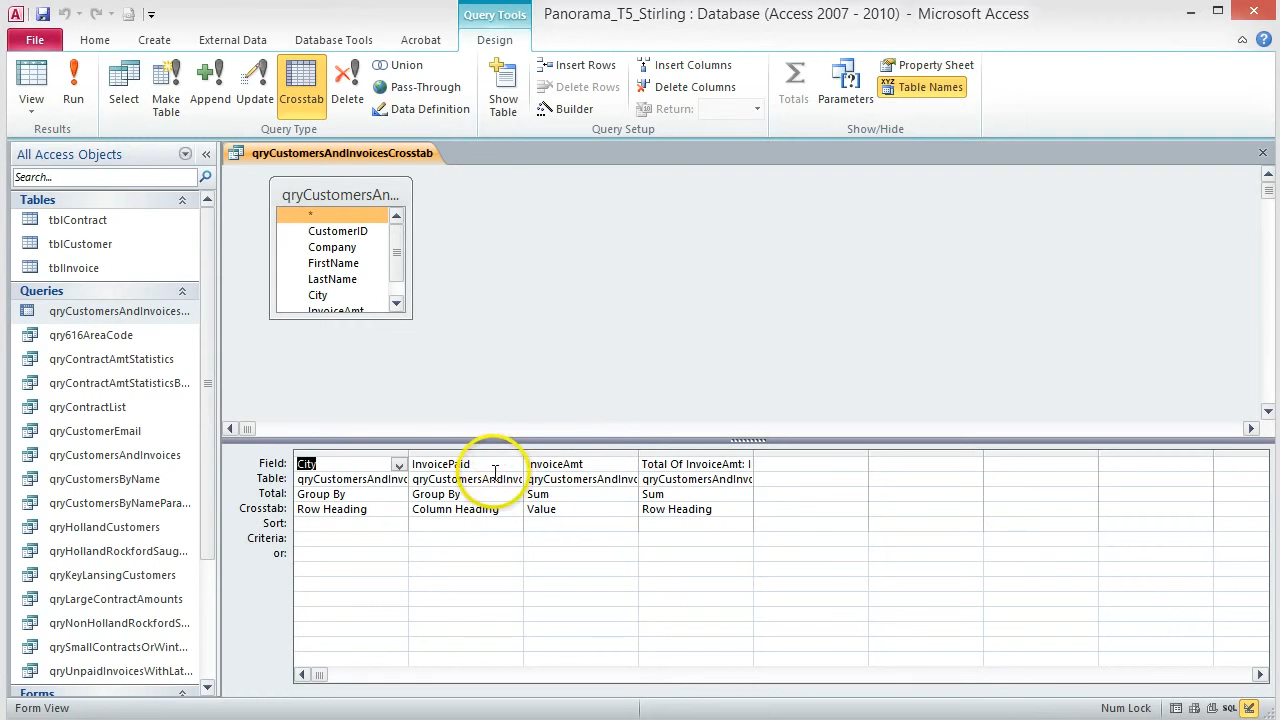 Query Tools
Panorama_T5_Stirling : Database (Access 2007 - 2010) - Microsoft Access
File Home Create External Data Database Tools Acrobat Design
View Run
Results
Select Make Table Append Update Crosstab Delete
Union
Pass-Through
Data Definition
Query Type
Show Table
Insert Rows
Delete Rows
Builder
Insert Columns
Delete Columns
Return:
Query Setup
Totals Parameters
Property Sheet
Table Names
Show/Hide
All Access Objects
Search...
Tables
tblContract
tblCustomer
tblInvoice
Queries
qryCustomersAndInvoices...
qry616AreaCode
qryContractAmtStatistics
qryContractAmtStatisticsB...
qryContractList
qryCustomerEmail
qryCustomersAndInvoices
qryCustomersByName
qryCustomersByNamePara...
qryHollandCustomers
qryHollandRockfordSaug...
qryKeyLansingCustomers
qryLargeContractAmounts
qryNonHollandRockfordS...
qrySmallContractsOrWint...
qryUnpaidInvoicesWithLat...
Forms
qryCustomersAndInvoicesCrosstab
qryCustomersAn...
*
CustomerID
Company
FirstName
LastName
City
InvoiceAmt
Field: City InvoicePaid InvoiceAmt Total Of InvoiceAmt: I
Table: qryCustomersAndInvo qryCustomersAndInvo qryCustomersAndInvo qryCustomersAndInvo
Total: Group By Group By Sum Sum
Crosstab: Row Heading Column Heading Value Row Heading
Sort:
Criteria:
or:
Form View
Num Lock
SQL